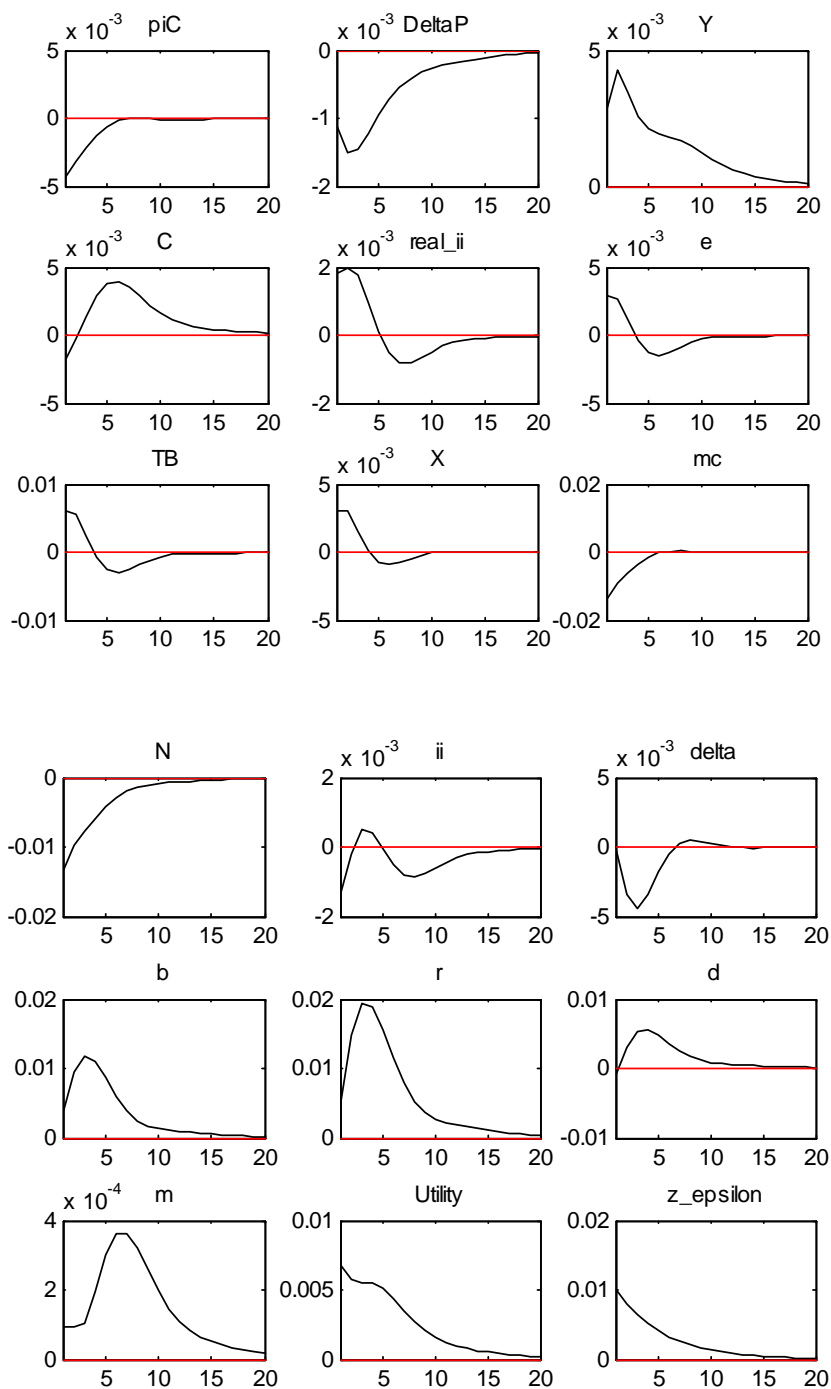 x 10-3 piC
5
0
-5
5 10 15 20
x 10-3 DeltaP
0
-1
-2
5 10 15 20
x 10-3 Y
5
0
5 10 15 20
x 10-3 C
5
0
-5
5 10 15 20
x 10-3 real_ii
2
0
-2
5 10 15 20
x 10-3 e
5
0
-5
5 10 15 20
TB
0.01
0
-0.01
5 10 15 20
x 10-3 X
5
0
-5
5 10 15 20
mc
0.02
0
-0.02
5 10 15 20
N
0
-0.01
-0.02
5 10 15 20
x 10-3 ii
2
0
-2
5 10 15 20
x 10-3 delta
5
0
-5
5 10 15 20
b
0.02
0.01
0
5 10 15 20
r
0.02
0.01
0
5 10 15 20
d
0.01
0
-0.01
5 10 15 20
x 10-4 m
4
2
0
5 10 15 20
Utility
0.01
0.005
0
5 10 15 20
z_epsilon
0.02
0.01
0
5 10 15 20